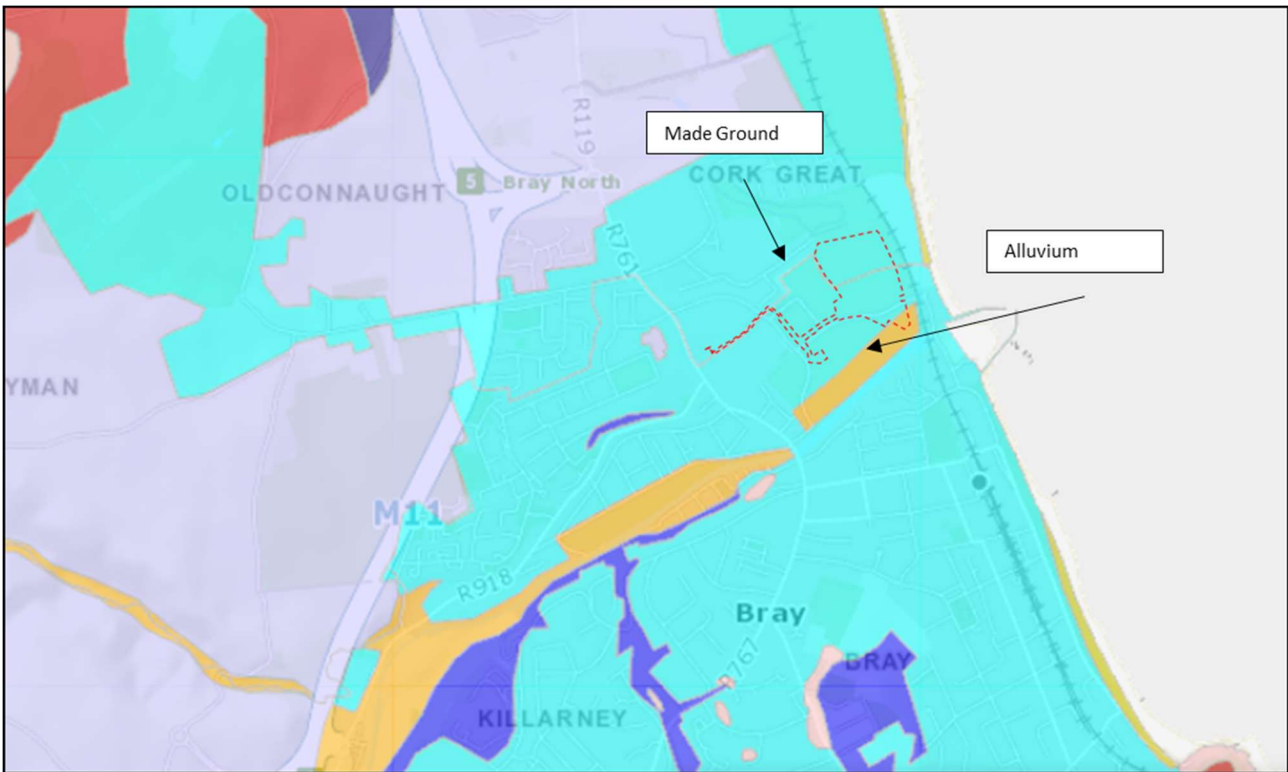 Made Ground
R119
CORK GREAT
OLDCONNAUGHT
5
Bray North
R761
Alluvium
YMAN
M11
R918
Bray
R767
BRAY
KILLARNEY